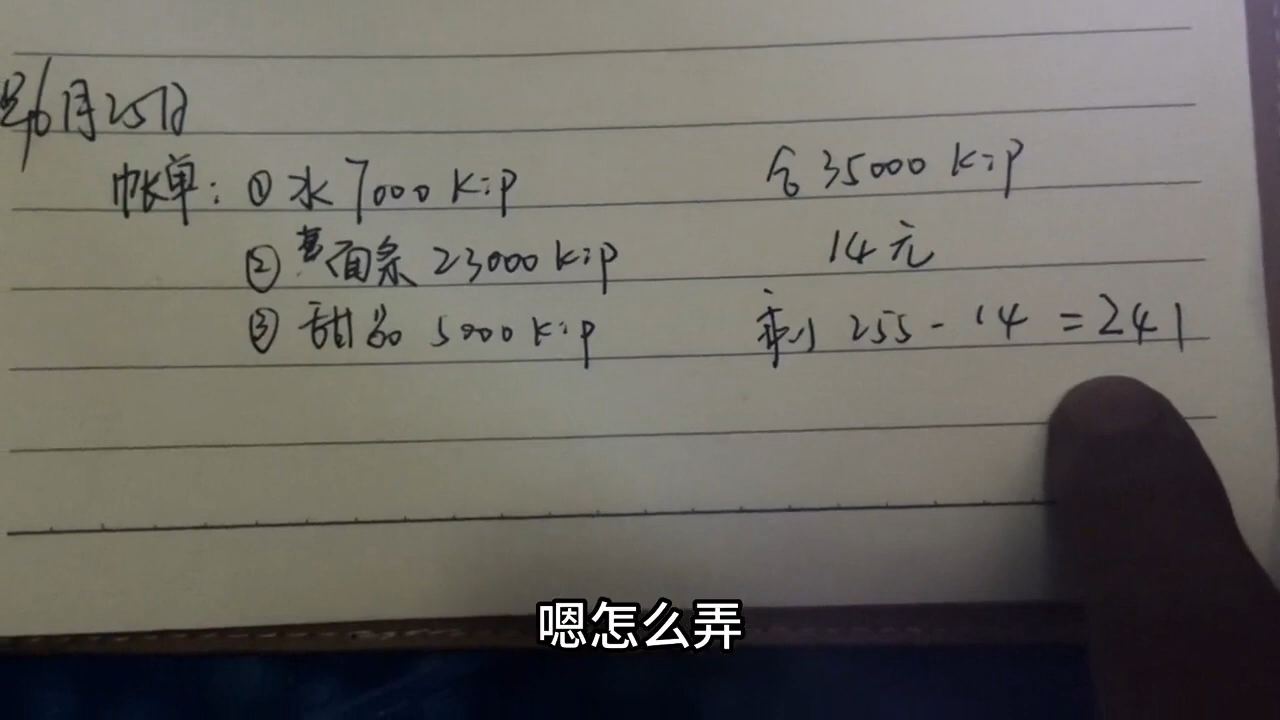 6月25日
帐单: ① 水 7000 Kip
合 35000 Kip
② 面条 23000 Kip
14元
③ 甜品 5000 Kip
剩 255 - 14 = 241
嗯怎么弄